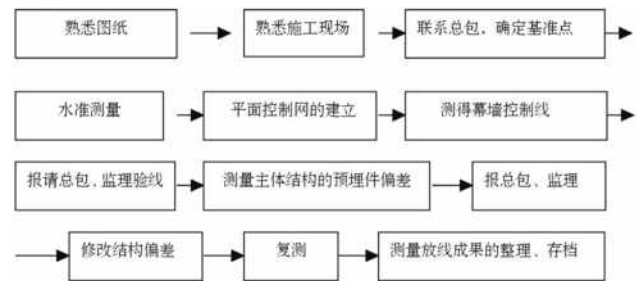 熟悉图纸 熟悉施工现场 联系总包，确定基准点
水准测量 平面控制网的建立 测得幕墙控制线
报请总包，监理验线 测量主体结构的预埋件偏差 报总包、监理
修改结构偏差 复测 测量放线成果的整理、存档